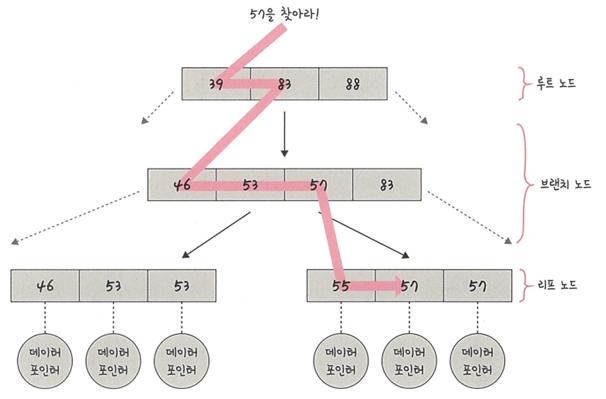 57을 찾아라!
39 83 88
루트 노드
46 53 57 83
브랜치 노드
46 53 53
55 57 57
리프 노드
데이터
포인터
데이터
포인터
데이터
포인터
데이터
포인터
데이터
포인터
데이터
포인터